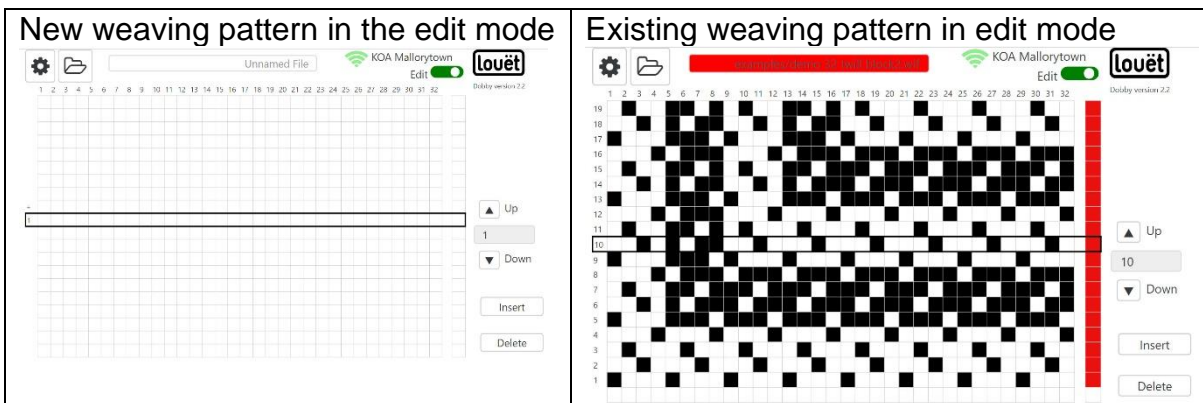 New weaving pattern in the edit mode
Unnamed File
KOA Mallorytown
Edit
Louët
Dobby version 2.2
1 2 3 4 5 6 7 8 9 10 11 12 13 14 15 16 17 18 19 20 21 22 23 24 25 26 27 28 29 30 31 32
1
Up
1
Down
Insert
Delete
Existing weaving pattern in edit mode
KOA Mallorytown
Edit
Louët
Dobby version 2.2
1 2 3 4 5 6 7 8 9 10 11 12 13 14 15 16 17 18 19 20 21 22 23 24 25 26 27 28 29 30 31 32
19
18
17
16
15
14
13
12
11
10
9
8
7
6
5
4
3
2
1
Up
10
Down
Insert
Delete